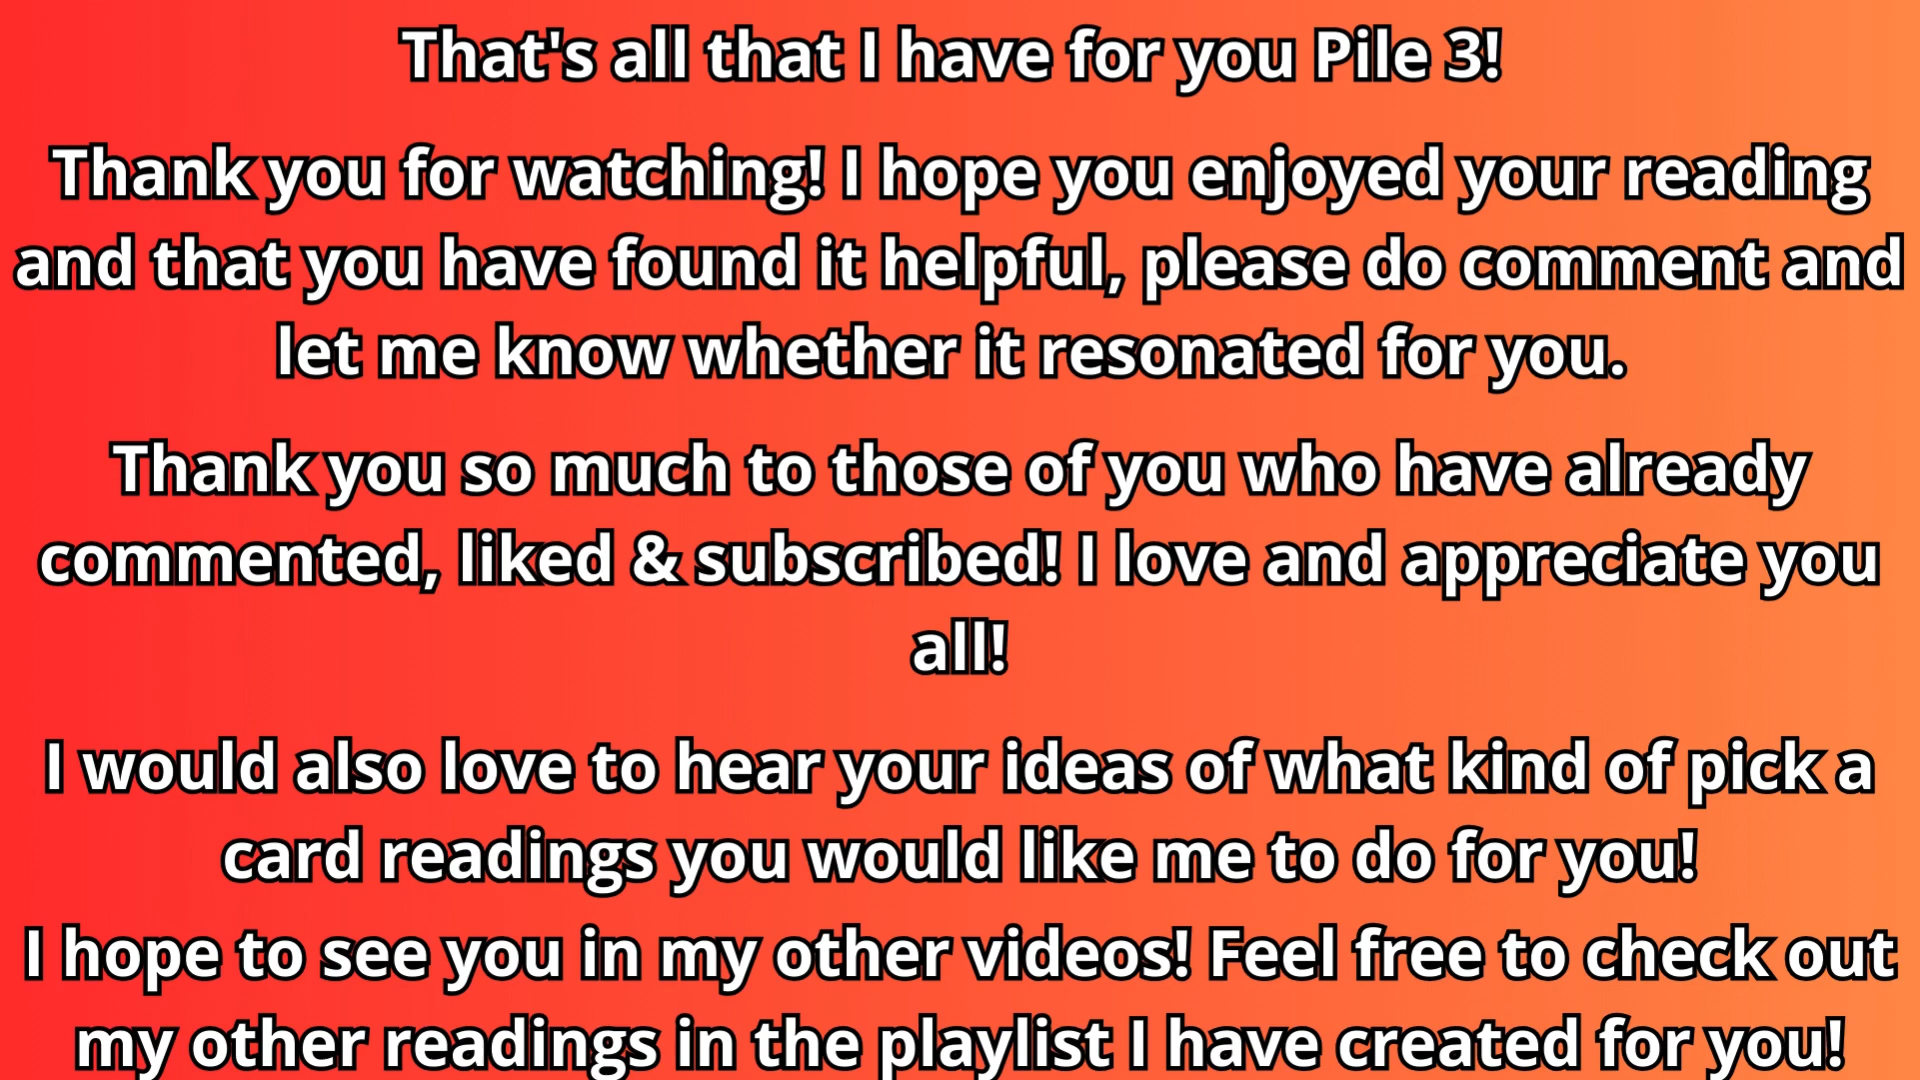 That's all that I have for you Pile 3!
Thank you for watching! I hope you enjoyed your reading
and that you have found it helpful, please do comment and
let me know whether it resonated for you.
Thank you so much to those of you who have already
commented, liked & subscribed! I love and appreciate you
all!
I would also love to hear your ideas of what kind of pick a
card readings you would like me to do for you!
I hope to see you in my other videos! Feel free to check out
my other readings in the playlist I have created for you!